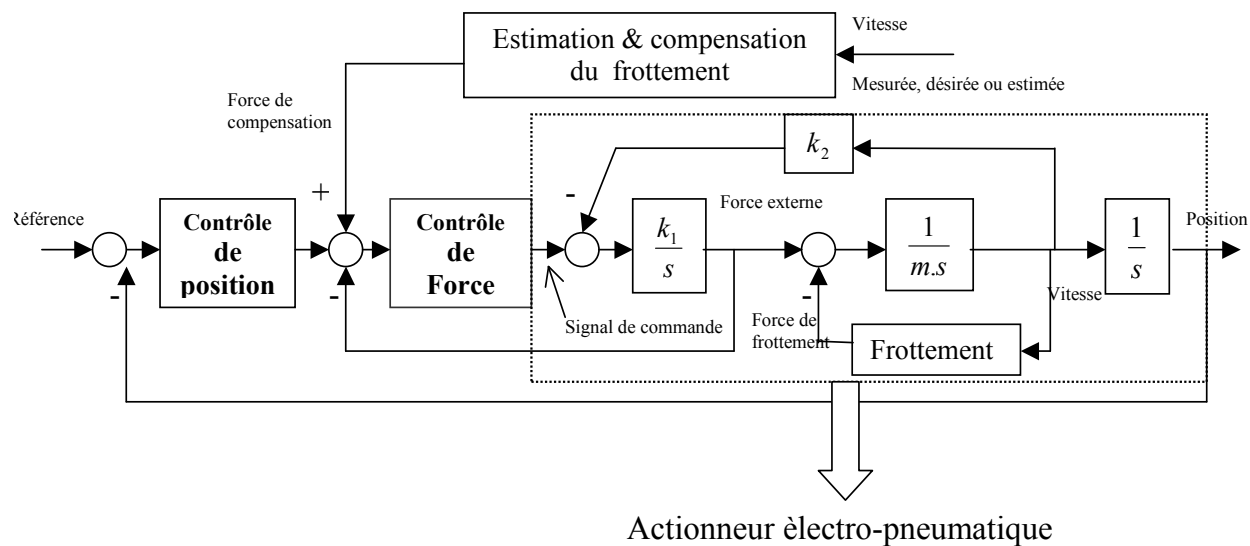 Estimation & compensation
du frottement
Vitesse
Mesurée, désirée ou estimée
Force de
compensation
k₂
+
-
Référence
Contrôle
de
position
Contrôle
de
Force
k₁
s
Force externe
1
m.s
1
s
Position
-
-
-
Signal de commande
Force de
frottement
Vitesse
Frottement
Actionneur èlectro-pneumatique